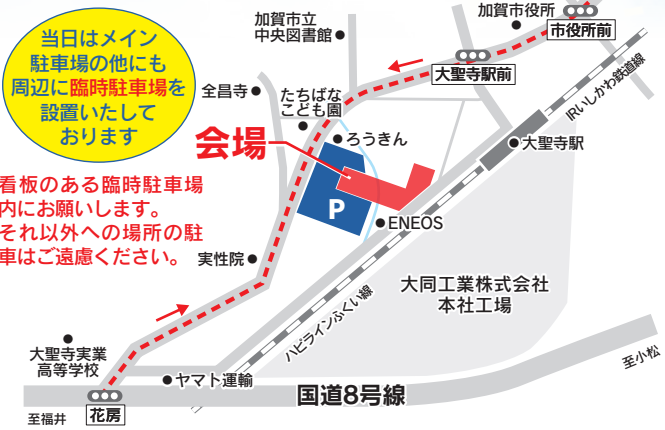 当日はメイン
駐車場の他にも
周辺に臨時駐車場を
設置いたして
おります
看板のある臨時駐車場
内にお願いします。
それ以外への場所の駐
車はご遠慮ください。
加賀市立
中央図書館
加賀市役所
市役所前
大聖寺駅前
全昌寺
たちばな
こども園
ろうきん
会場
P
IRいしかわ鉄道線
大聖寺駅
ENEOS
実性院
大同工業株式会社
本社工場
ハピラインふくい線
大聖寺実業
高等学校
ヤマト運輸
国道8号線
至小松
至福井
花房